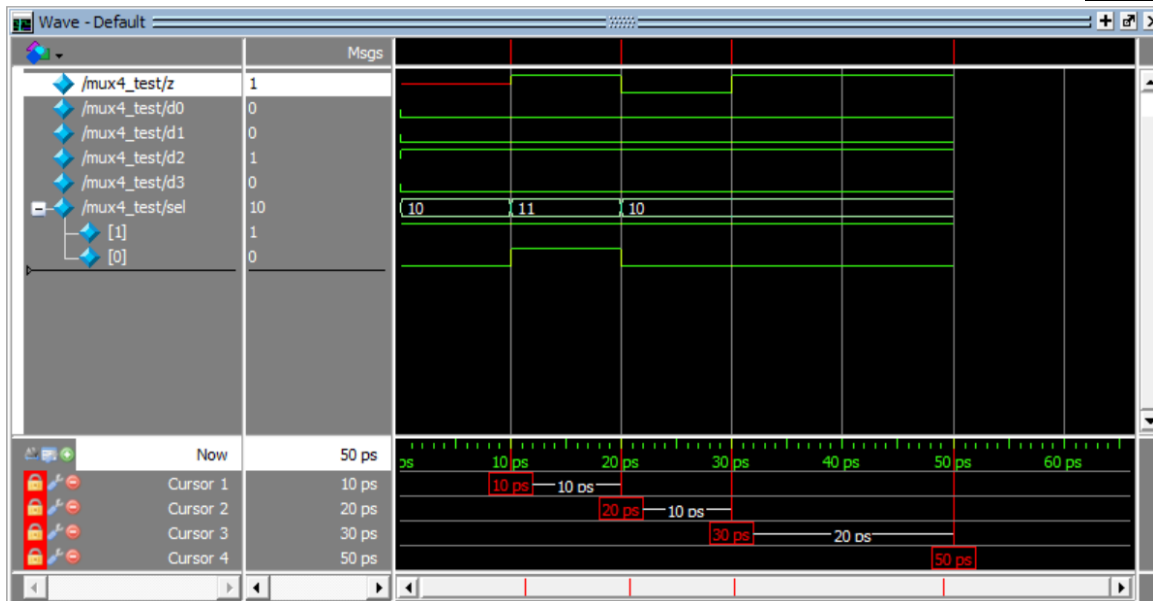 Wave - Default
Msgs
/mux4_test/z 1
/mux4_test/d0 0
/mux4_test/d1 0
/mux4_test/d2 1
/mux4_test/d3 0
/mux4_test/sel 10 10 11 10
[1] 1
[0] 0
Now 50 ps ps 10 ps 20 ps 30 ps 40 ps 50 ps 60 ps
Cursor 1 10 ps 10 ps 10 ps
Cursor 2 20 ps 20 ps 10 ps
Cursor 3 30 ps 30 ps 20 ps
Cursor 4 50 ps 50 ps